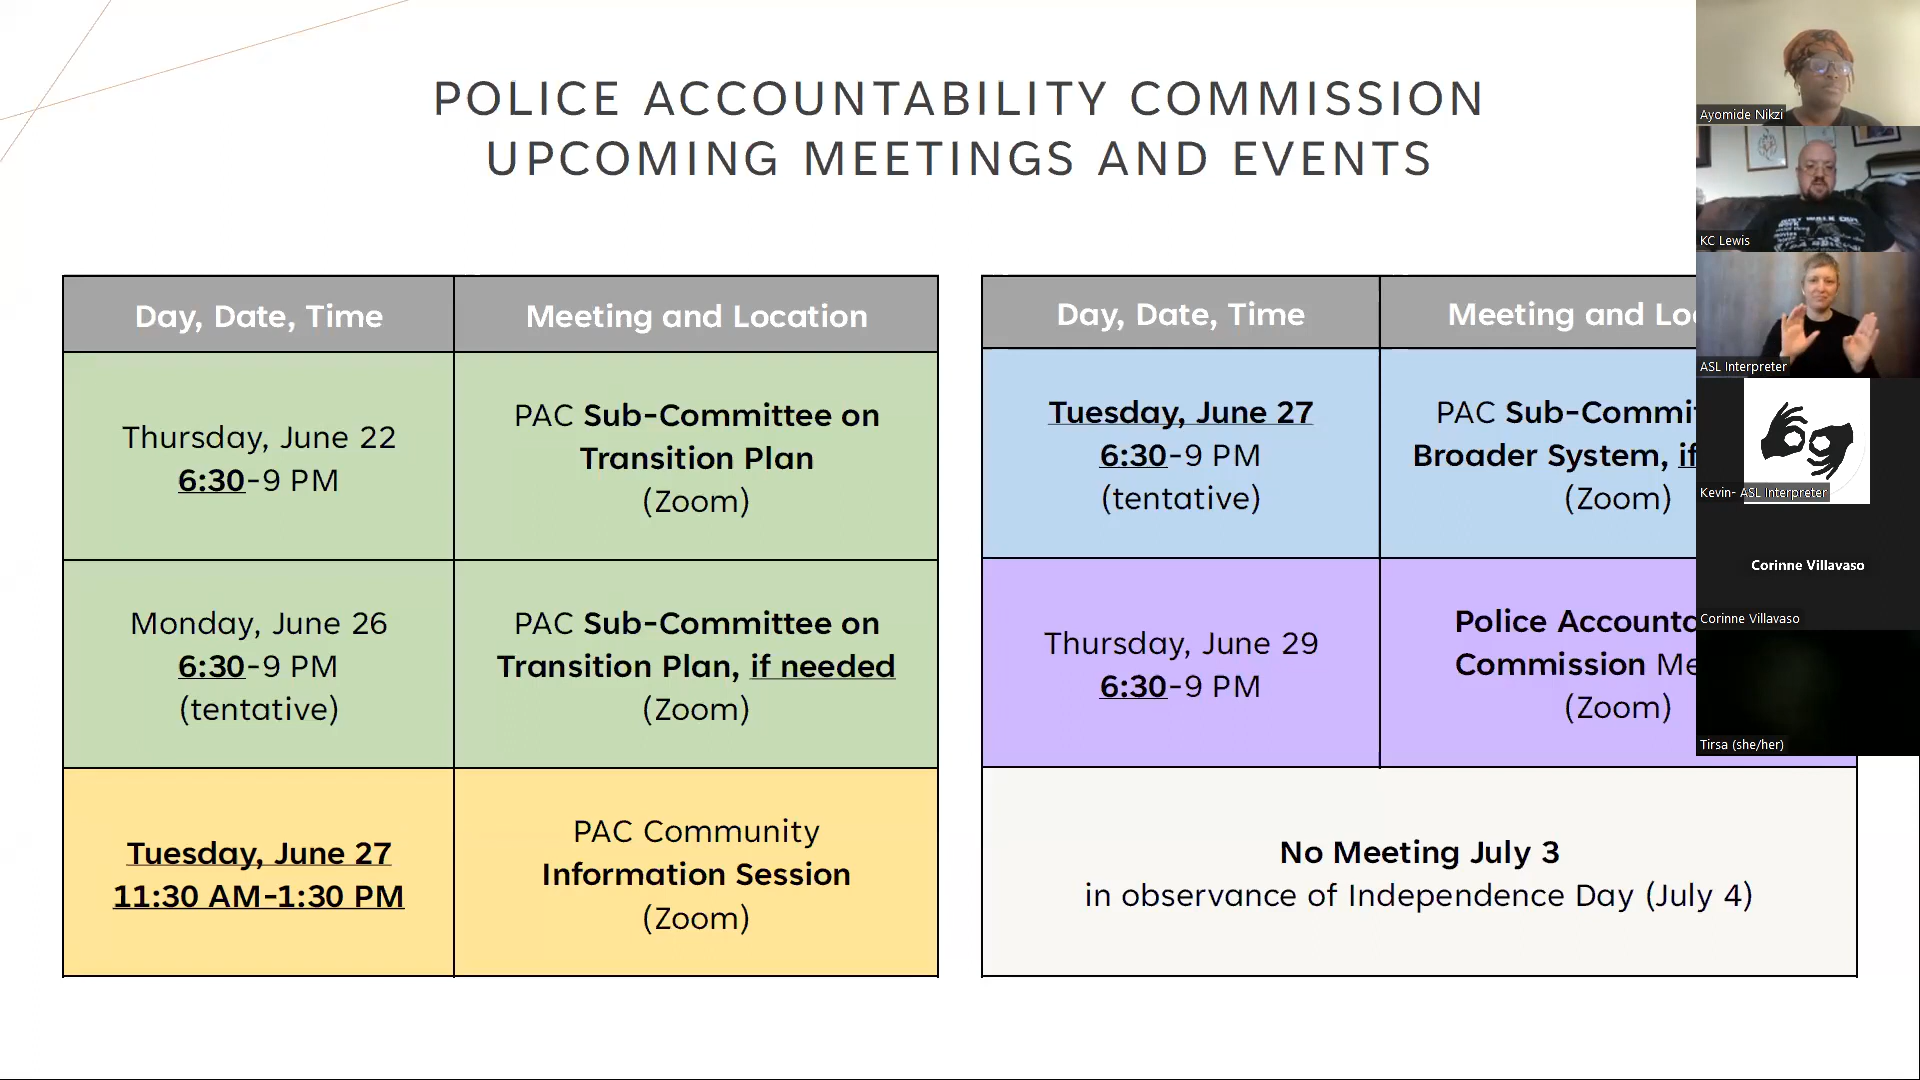 POLICE ACCOUNTABILITY COMMISSION
UPCOMING MEETINGS AND EVENTS
Day, Date, Time
Meeting and Location
Thursday, June 22
6:30-9 PM
PAC Sub-Committee on
Transition Plan
(Zoom)
Monday, June 26
6:30-9 PM
(tentative)
PAC Sub-Committee on
Transition Plan, if needed
(Zoom)
Tuesday, June 27
11:30 AM-1:30 PM
PAC Community
Information Session
(Zoom)
Day, Date, Time
Meeting and
Tuesday, June 27
6:30-9 PM
(tentative)
PAC
Broader System, if
(Zoom)
Thursday, June 29
6:30-9 PM
Police
Commission
(Zoom)
No Meeting July 3
in observance of Independence Day (July 4)
Ayomide Nikzi
KC Lewis
ASL Interpreter
Kevin- ASL Interpreter
Corinne Villavaso
Corinne Villavaso
Tirsa (she/her)